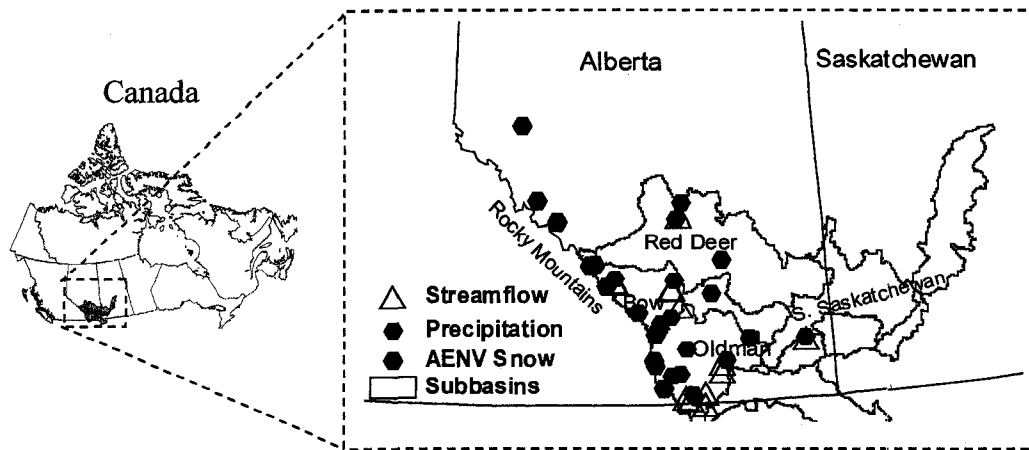 Canada
Alberta
Saskatchewan
Rocky Mountains
Red Deer
Bow
Oldman
S. Saskatchewan
Streamflow
Precipitation
AENV Snow
Subbasins